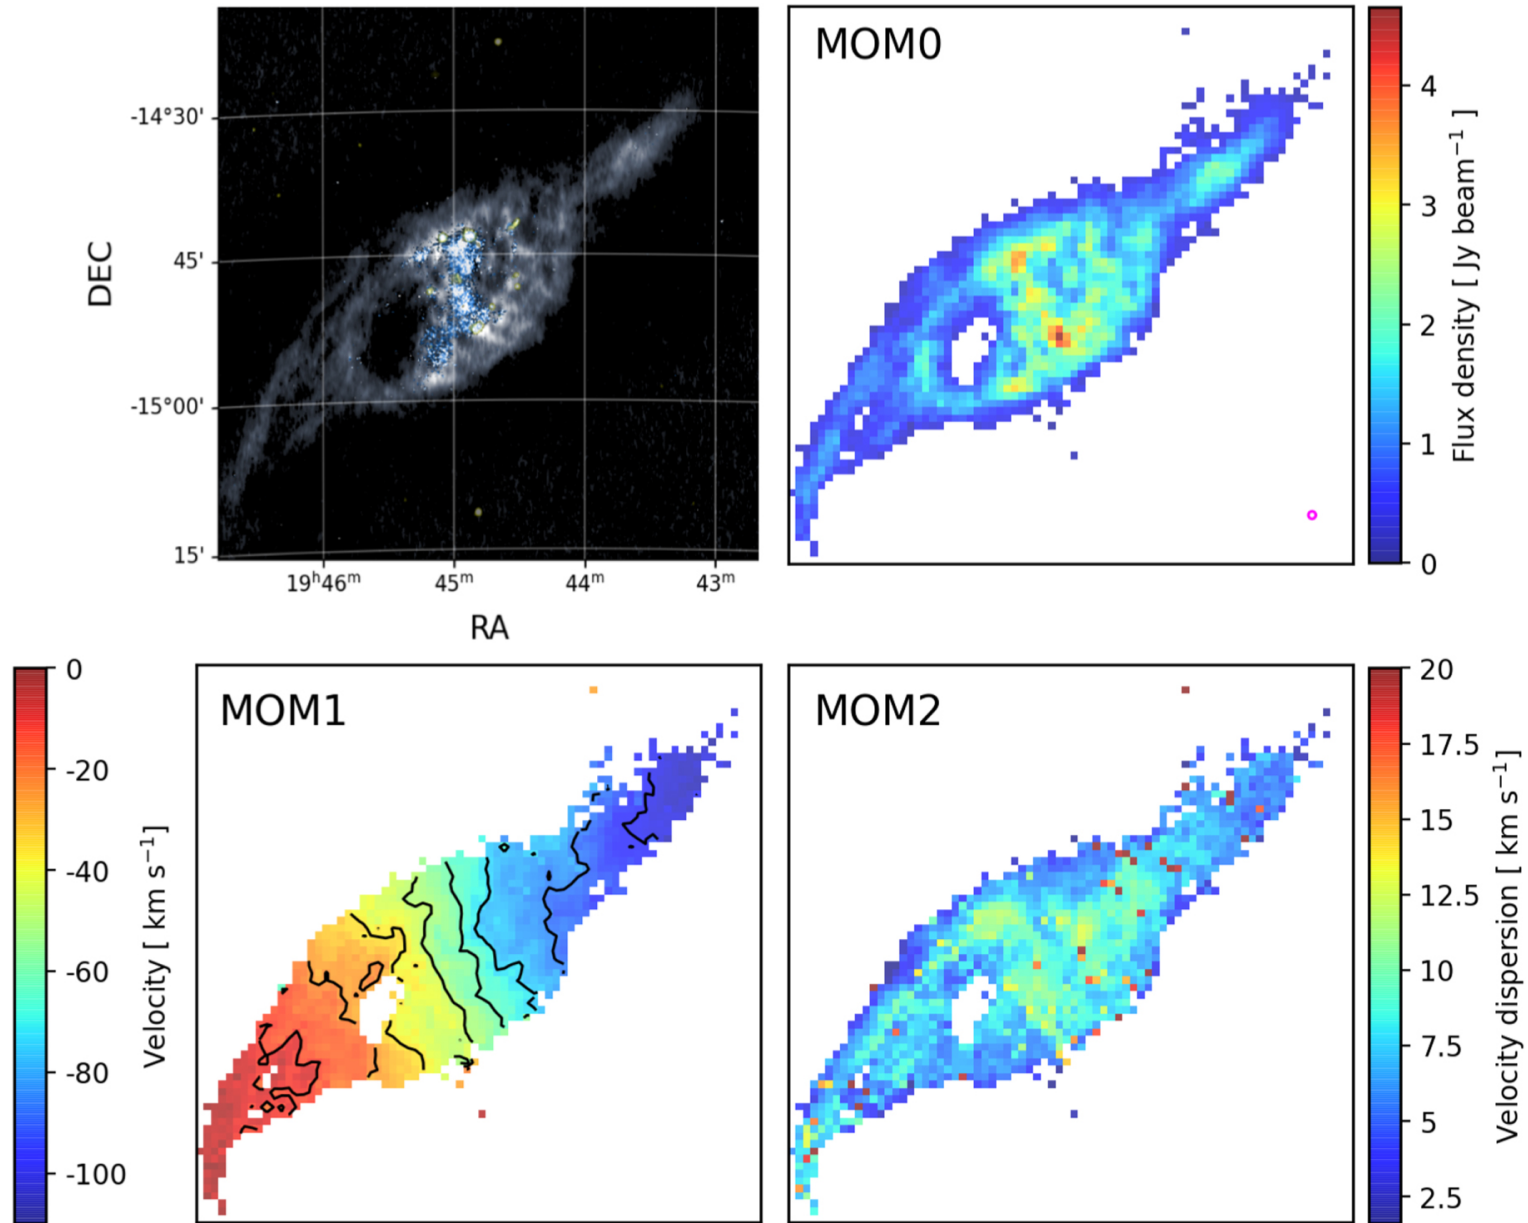 -14°30'
45'
-15°00'
15'
DEC
19ʰ46ᵐ 45ᵐ 44ᵐ 43ᵐ
RA
MOM0
4
3
2
1
0
Flux density [ Jy beam⁻¹ ]
0
-20
-40
-60
-80
-100
Velocity [ km s⁻¹ ]
MOM1
MOM2
20
17.5
15
12.5
10
7.5
5
2.5
Velocity dispersion [ km s⁻¹ ]